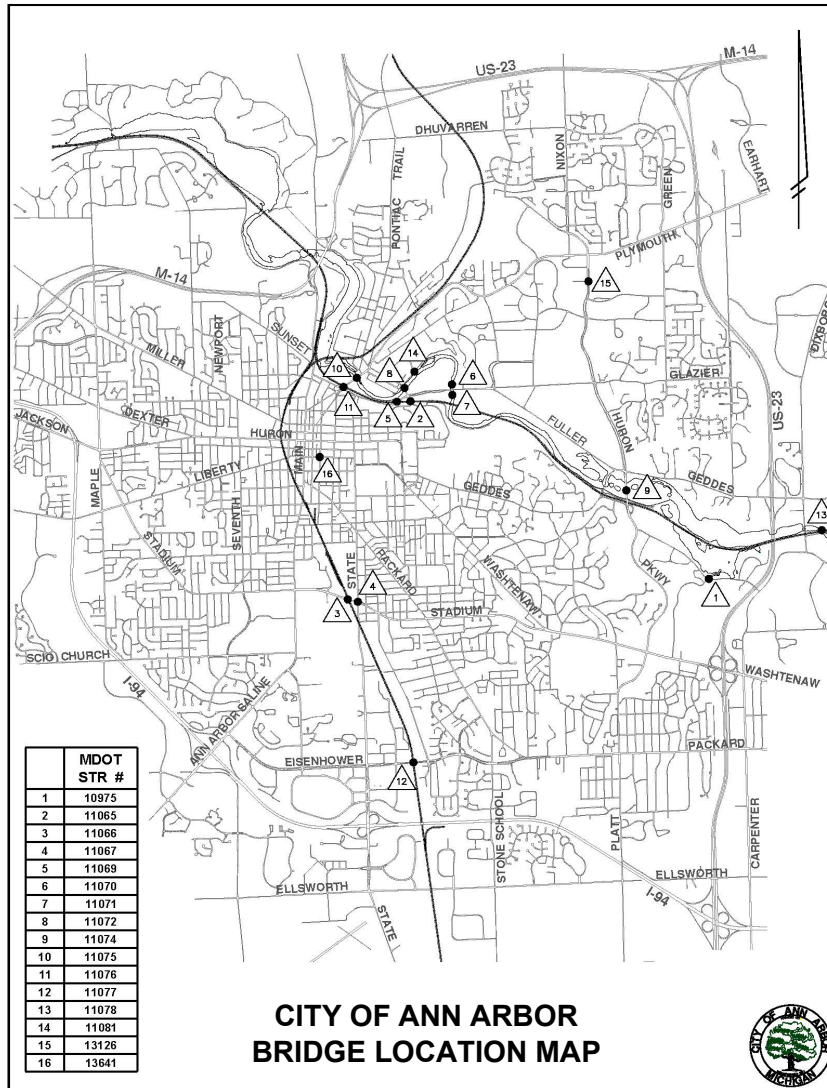 US-23
M-14
DHUVARREN
NIXON
EARHART
PONTIAC TRAIL
GREEN
PLYMOUTH
M-14
15
DIXBORO
SUNSET
NEWPORT
MILLER
14
10
8
6
GLAZIER
US-23
11
5
2
7
DEXTER
JACKSON
HURON
HURON
FULLER
MAIN
16
LIBERTY
MAPLE
SEVENTH
GEDDES
9
GEDDES
13
STADIUM
STATE
PACKARD
WASHTENAW
PKWY
1
4
3
STADIUM
SCIO CHURCH
WASHTENAW
I-94
ANN ARBOR SALINE
EISENHOWER
12
PACKARD
STONE SCHOOL
PLATT
CARPENTER
ELLSWORTH
ELLSWORTH
I-94
STATE
MDOT
STR #
1 10975
2 11065
3 11066
4 11067
5 11069
6 11070
7 11071
8 11072
9 11074
10 11075
11 11076
12 11077
13 11078
14 11081
15 13126
16 13641
CITY OF ANN ARBOR
BRIDGE LOCATION MAP
CITY OF ANN ARBOR
MICHIGAN